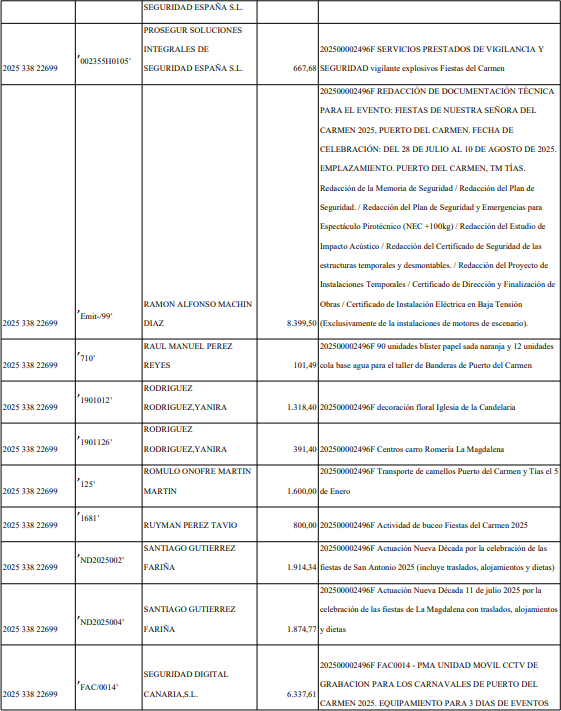 SEGURIDAD ESPAÑA S.L.
PROSEGUR SOLUCIONES
INTEGRALES DE
SEGURIDAD ESPAÑA S.L.
2025 338 22699
'002355H0105'
667,68
202500002496F SERVICIOS PRESTADOS DE VIGILANCIA Y
SEGURIDAD vigilante explosivos Fiestas del Carmen
202500002496F REDACCIÓN DE DOCUMENTACIÓN TÉCNICA
PARA EL EVENTO: FIESTAS DE NUESTRA SEÑORA DEL
CARMEN 2025, PUERTO DEL CARMEN. FECHA DE
CELEBRACIÓN: DEL 28 DE JULIO AL 10 DE AGOSTO DE 2025.
EMPLAZAMIENTO. PUERTO DEL CARMEN, TM TÍAS.
Redacción de la Memoria de Seguridad / Redacción del Plan de
Seguridad. / Redacción del Plan de Seguridad y Emergencias para
Espectáculo Pirotécnico (NEC +100kg) / Redacción del Estudio de
Impacto Acústico / Redacción del Certificado de Seguridad de las
estructuras temporales y desmontables. / Redacción del Proyecto de
Instalaciones Temporales / Certificado de Dirección y Finalización de
Obras / Certificado de Instalación Eléctrica en Baja Tensión
(Exclusivamente de la instalaciones de motores de escenario).
2025 338 22699
'Emit-/99'
RAMON ALFONSO MACHIN
DIAZ
8.399,50
2025 338 22699
'710'
RAUL MANUEL PEREZ
REYES
101,49
202500002496F 90 unidades blister papel sada naranja y 12 unidades
cola base agua para el taller de Banderas de Puerto del Carmen
2025 338 22699
'1901012'
RODRIGUEZ
RODRIGUEZ,YANIRA
1.318,40
202500002496F decoración floral Iglesia de la Candelaria
2025 338 22699
'1901126'
RODRIGUEZ
RODRIGUEZ,YANIRA
391,40
202500002496F Centros carro Romería La Magdalena
2025 338 22699
'125'
ROMULO ONOFRE MARTIN
MARTIN
1.600,00
202500002496F Transporte de camellos Puerto del Carmen y Tías el 5
de Enero
2025 338 22699
'1681'
RUYMAN PEREZ TAVIO
800,00
202500002496F Actividad de buceo Fiestas del Carmen 2025
2025 338 22699
'ND2025002'
SANTIAGO GUTIERREZ
FARIÑA
1.914,34
202500002496F Actuación Nueva Década por la celebración de las
fiestas de San Antonio 2025 (incluye traslados, alojamientos y dietas)
2025 338 22699
'ND2025004'
SANTIAGO GUTIERREZ
FARIÑA
1.874,77
202500002496F Actuación Nueva Década 11 de julio 2025 por la
celebración de las fiestas de La Magdalena con traslados, alojamientos
y dietas
2025 338 22699
'FAC/0014'
SEGURIDAD DIGITAL
CANARIA,S.L.
6.337,61
202500002496F FAC0014 - PMA UNIDAD MOVIL CCTV DE
GRABACION PARA LOS CARNAVALES DE PUERTO DEL
CARMEN 2025. EQUIPAMIENTO PARA 3 DIAS DE EVENTOS